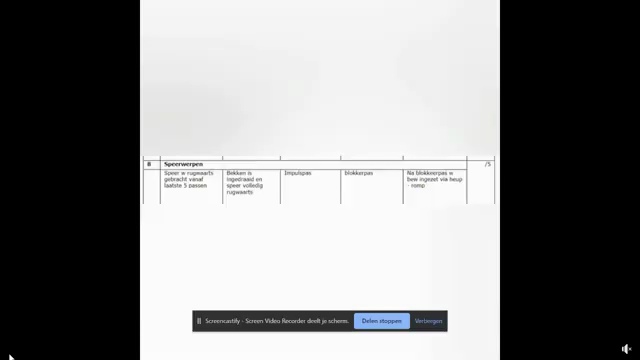 8 Speerwerpen /5
Speer w rugwaarts
gebracht vanaf
laatste 5 passen
Bekken is
ingedraaid en
speer volledig
rugwaarts
Impulspas
blokkerpas
Na blokkeerpas w
bew ingezet via heup
- romp
Screencastify - Screen Video Recorder deelt je scherm. Delen stoppen Verbergen